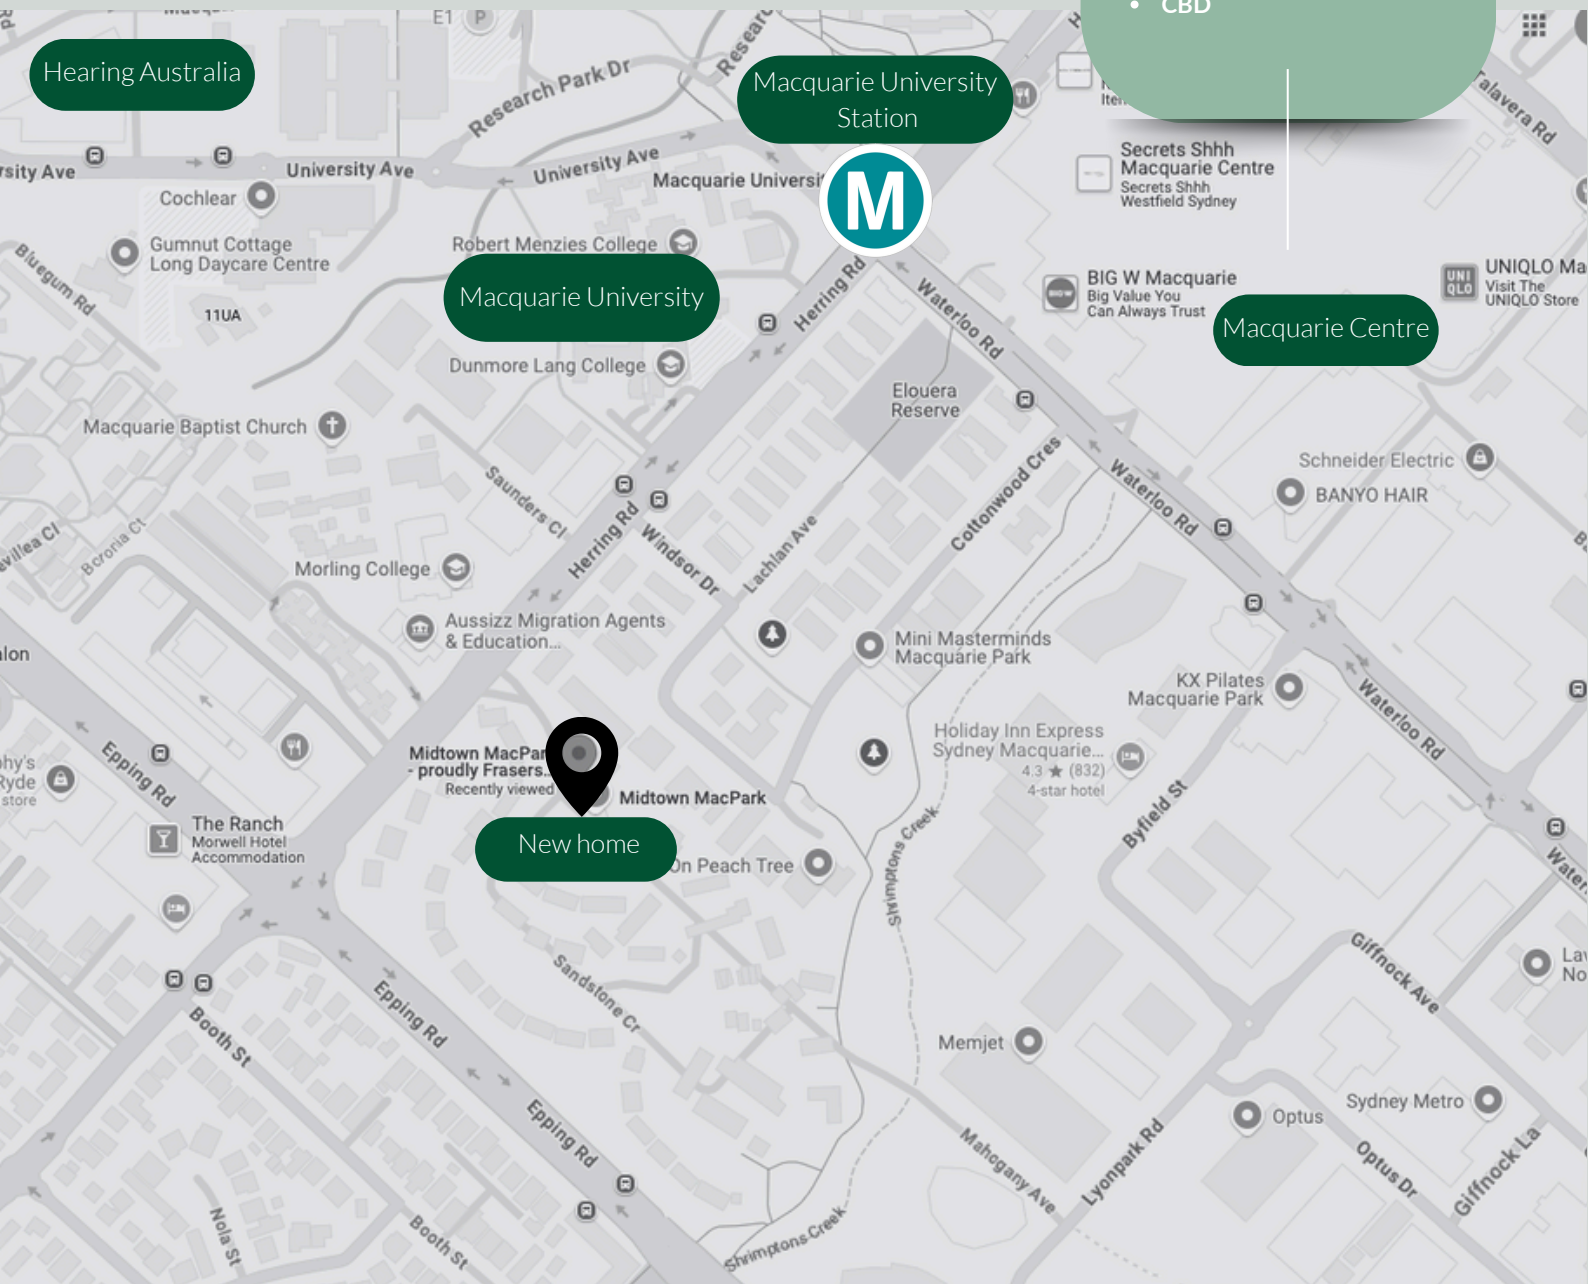 CBD
E1
P
Hearing Australia
Research Park Dr
Macquarie University
Station
University Ave
University Ave
Macquarie Universi
M
Cochlear
Gumnut Cottage
Long Daycare Centre
Bluegum Rd
11UA
Robert Menzies College
Macquarie University
Dunmore Lang College
Herring Rd
Waterloo Rd
Secrets Shhh
Macquarie Centre
Secrets Shhh
Westfield Sydney
Talavera Rd
BIG W Macquarie
Big Value You
Can Always Trust
UNIQLO Ma
Visit The
UNIQLO Store
Macquarie Centre
Elouera
Reserve
Macquarie Baptist Church
Saunders Cl
Cottonwood Cres
Waterloo Rd
Schneider Electric
BANYO HAIR
Herring Rd
Windsor Dr
Lachlan Ave
Morling College
Aussizz Migration Agents
& Education...
Mini Masterminds
Macquarie Park
KX Pilates
Macquarie Park
Waterloo Rd
Holiday Inn Express
Sydney Macquarie...
4.3 ★ (832)
4-star hotel
Epping Rd
Midtown MacPar
- proudly Frasers...
Recently viewed
Midtown MacPark
New home
On Peach Tree
The Ranch
Morwell Hotel
Accommodation
Byfield St
Shrimptons Creek
Giffnock Ave
Sandstone Cr
Epping Rd
Booth St
Memjet
Optus
Sydney Metro
Epping Rd
Mahogany Ave
Lyonpark Rd
Optus Dr
Giffnock La
Nola St
Booth St
Shrimptons Creek